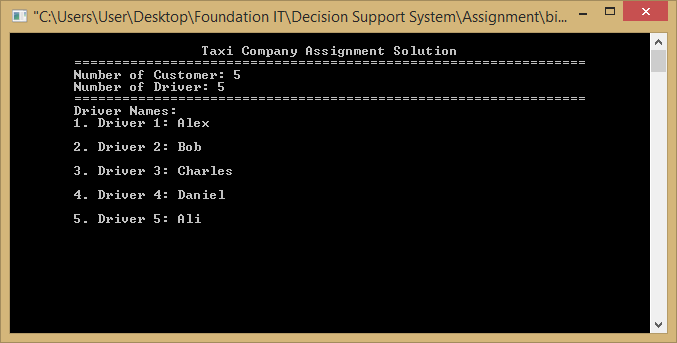 "C:\Users\User\Desktop\Foundation IT\Decision Support System\Assignment\bi...
Taxi Company Assignment Solution
================================================================
Number of Customer: 5
Number of Driver: 5
================================================================
Driver Names:
1. Driver 1: Alex
2. Driver 2: Bob
3. Driver 3: Charles
4. Driver 4: Daniel
5. Driver 5: Ali